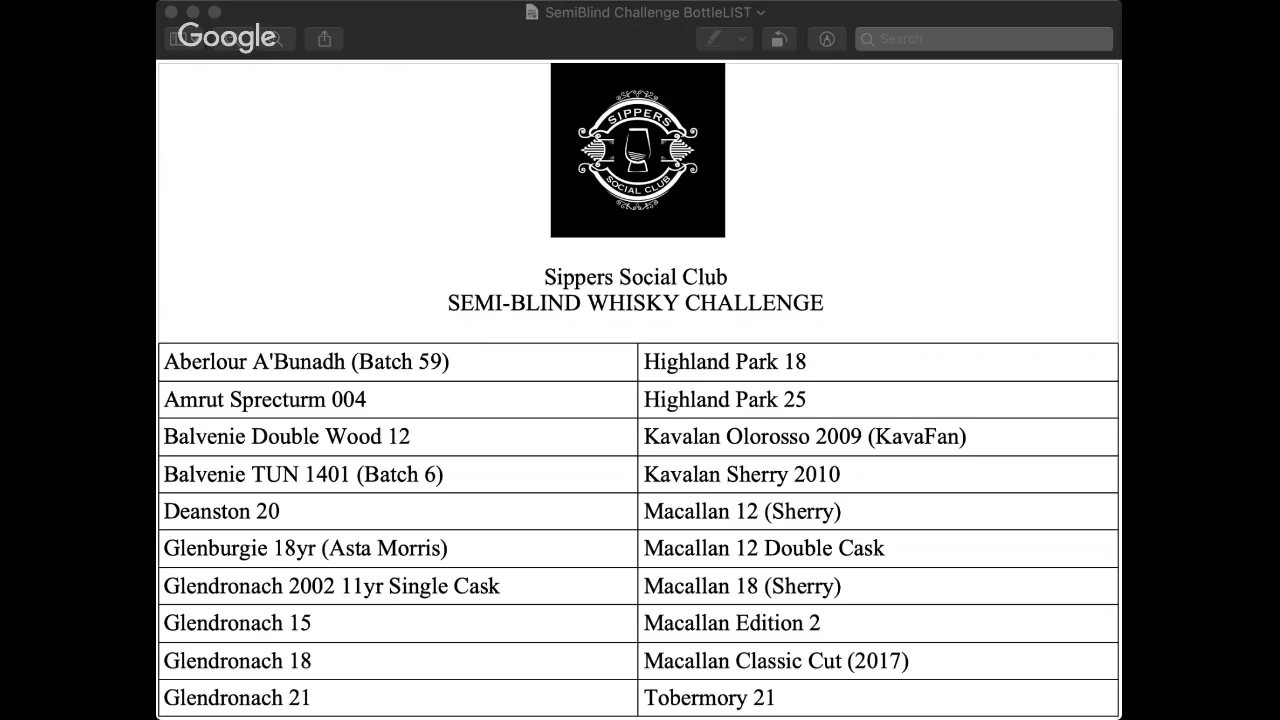 SemiBlind Challenge BottleLIST
Google
Search
SIPPERS
SOCIAL CLUB
Sippers Social Club
SEMI-BLIND WHISKY CHALLENGE
Aberlour A'Bunadh (Batch 59)
Highland Park 18
Amrut Sprecturm 004
Highland Park 25
Balvenie Double Wood 12
Kavalan Olorosso 2009 (KavaFan)
Balvenie TUN 1401 (Batch 6)
Kavalan Sherry 2010
Deanston 20
Macallan 12 (Sherry)
Glenburgie 18yr (Asta Morris)
Macallan 12 Double Cask
Glendronach 2002 11yr Single Cask
Macallan 18 (Sherry)
Glendronach 15
Macallan Edition 2
Glendronach 18
Macallan Classic Cut (2017)
Glendronach 21
Tobermory 21